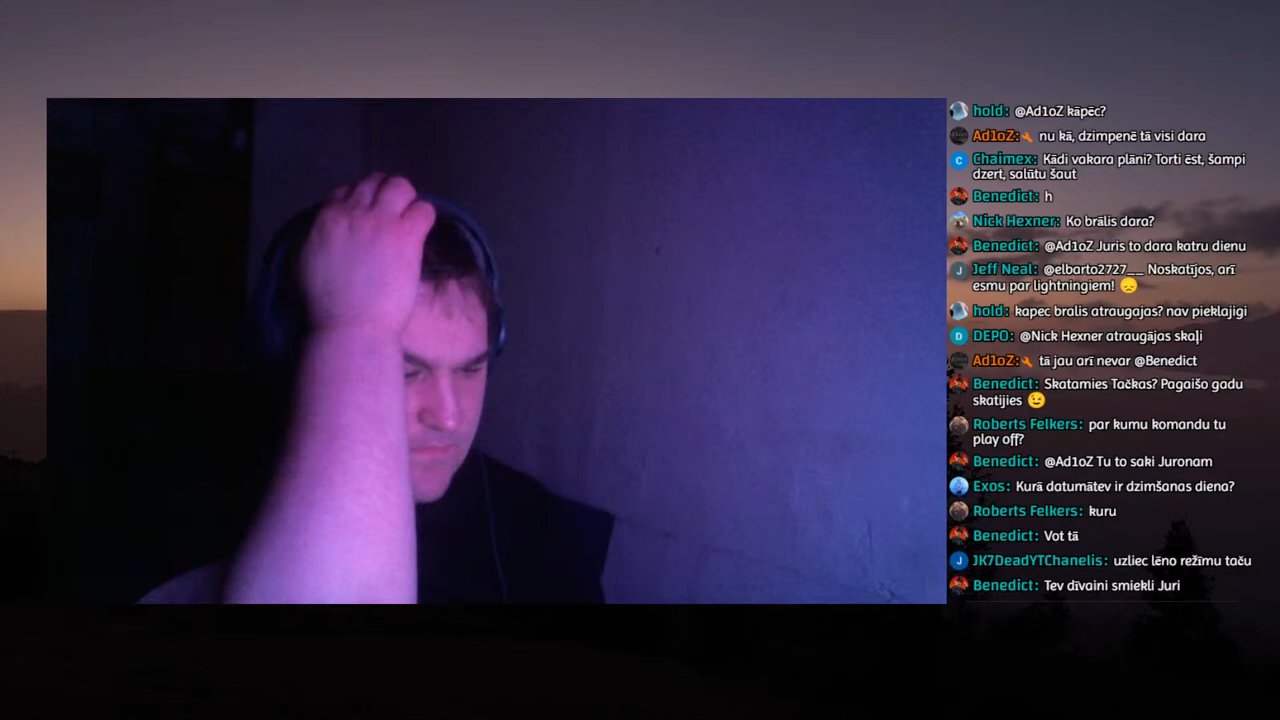 hold: @Ad1oZ kāpēc?
Ad1oZ: nu kā, dzimpenē tā visi dara
Chaimex: Kādi vakara plāni? Torti ēst, šampi
dzert, salūtu šaut
Benedict: h
Nick Hexner: Ko brālis dara?
Benedict: @Ad1oZ Juris to dara katru dienu
Jeff Neal: @elbarto2727__ Noskatījos, arī
esmu par lightningiem! 😞
hold: kapec bralis atraugajas? nav pieklajigi
DEPO: @Nick Hexner atraugājas skaļi
Ad1oZ: tā jau arī nevar @Benedict
Benedict: Skatamies Tačkas? Pagaišo gadu
skatijies 😉
Roberts Felkers: par kumu komandu tu
play off?
Benedict: @Ad1oZ Tu to saki Juronam
Exos: Kurā datumātev ir dzimšanas diena?
Roberts Felkers: kuru
Benedict: Vot tā
JK7DeadYTChanelis: uzliec lēno režīmu taču
Benedict: Tev dīvaini smiekli Juri